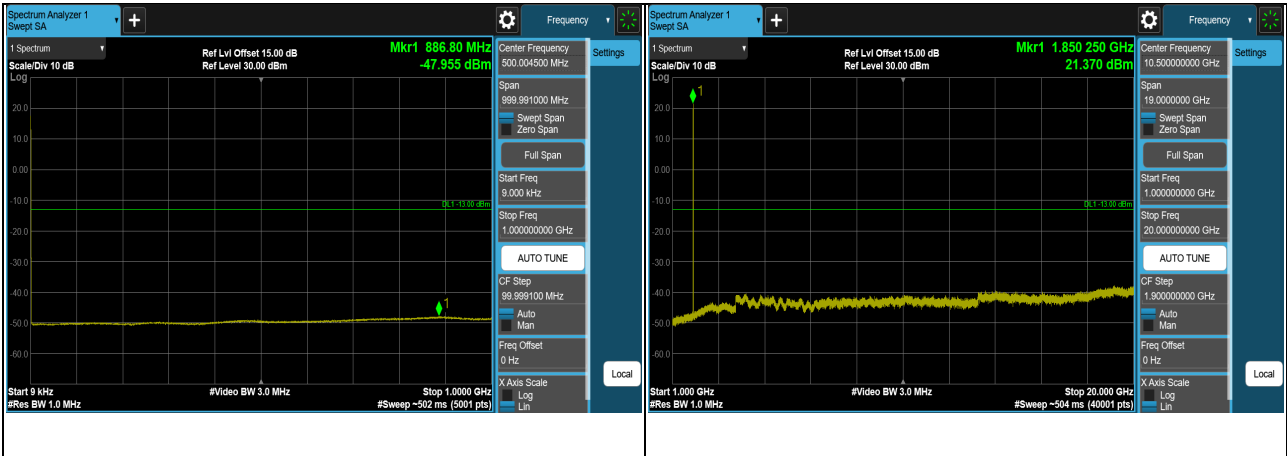 Spectrum Analyzer 1
Swept SA
+
Frequency
1 Spectrum
Scale/Div 10 dB
Log
Ref Lvl Offset 15.00 dB
Ref Level 30.00 dBm
Mkr1 886.80 MHz
-47.955 dBm
1
20.0
10.0
0.00
-10.0
-20.0
-30.0
-40.0
-50.0
-60.0
DL1 -13.00 dBm
Start 9 kHz
#Res BW 1.0 MHz
#Video BW 3.0 MHz
Stop 1.0000 GHz
#Sweep ~502 ms (5001 pts)
Center Frequency
500.004500 MHz
Span
999.991000 MHz
Swept Span
Zero Span
Full Span
Start Freq
9.000 kHz
Stop Freq
1.000000000 GHz
AUTO TUNE
CF Step
99.999100 MHz
Auto
Man
Freq Offset
0 Hz
X Axis Scale
Log
Lin
Settings
Local
Spectrum Analyzer 1
Swept SA
+
Frequency
1 Spectrum
Scale/Div 10 dB
Log
Ref Lvl Offset 15.00 dB
Ref Level 30.00 dBm
Mkr1 1.850 250 GHz
21.370 dBm
1
20.0
10.0
0.00
-10.0
-20.0
-30.0
-40.0
-50.0
-60.0
DL1 -13.00 dBm
Start 1.000 GHz
#Res BW 1.0 MHz
#Video BW 3.0 MHz
Stop 20.000 GHz
#Sweep ~504 ms (40001 pts)
Center Frequency
10.500000000 GHz
Span
19.0000000 GHz
Swept Span
Zero Span
Full Span
Start Freq
1.000000000 GHz
Stop Freq
20.000000000 GHz
AUTO TUNE
CF Step
1.900000000 GHz
Auto
Man
Freq Offset
0 Hz
X Axis Scale
Log
Lin
Settings
Local